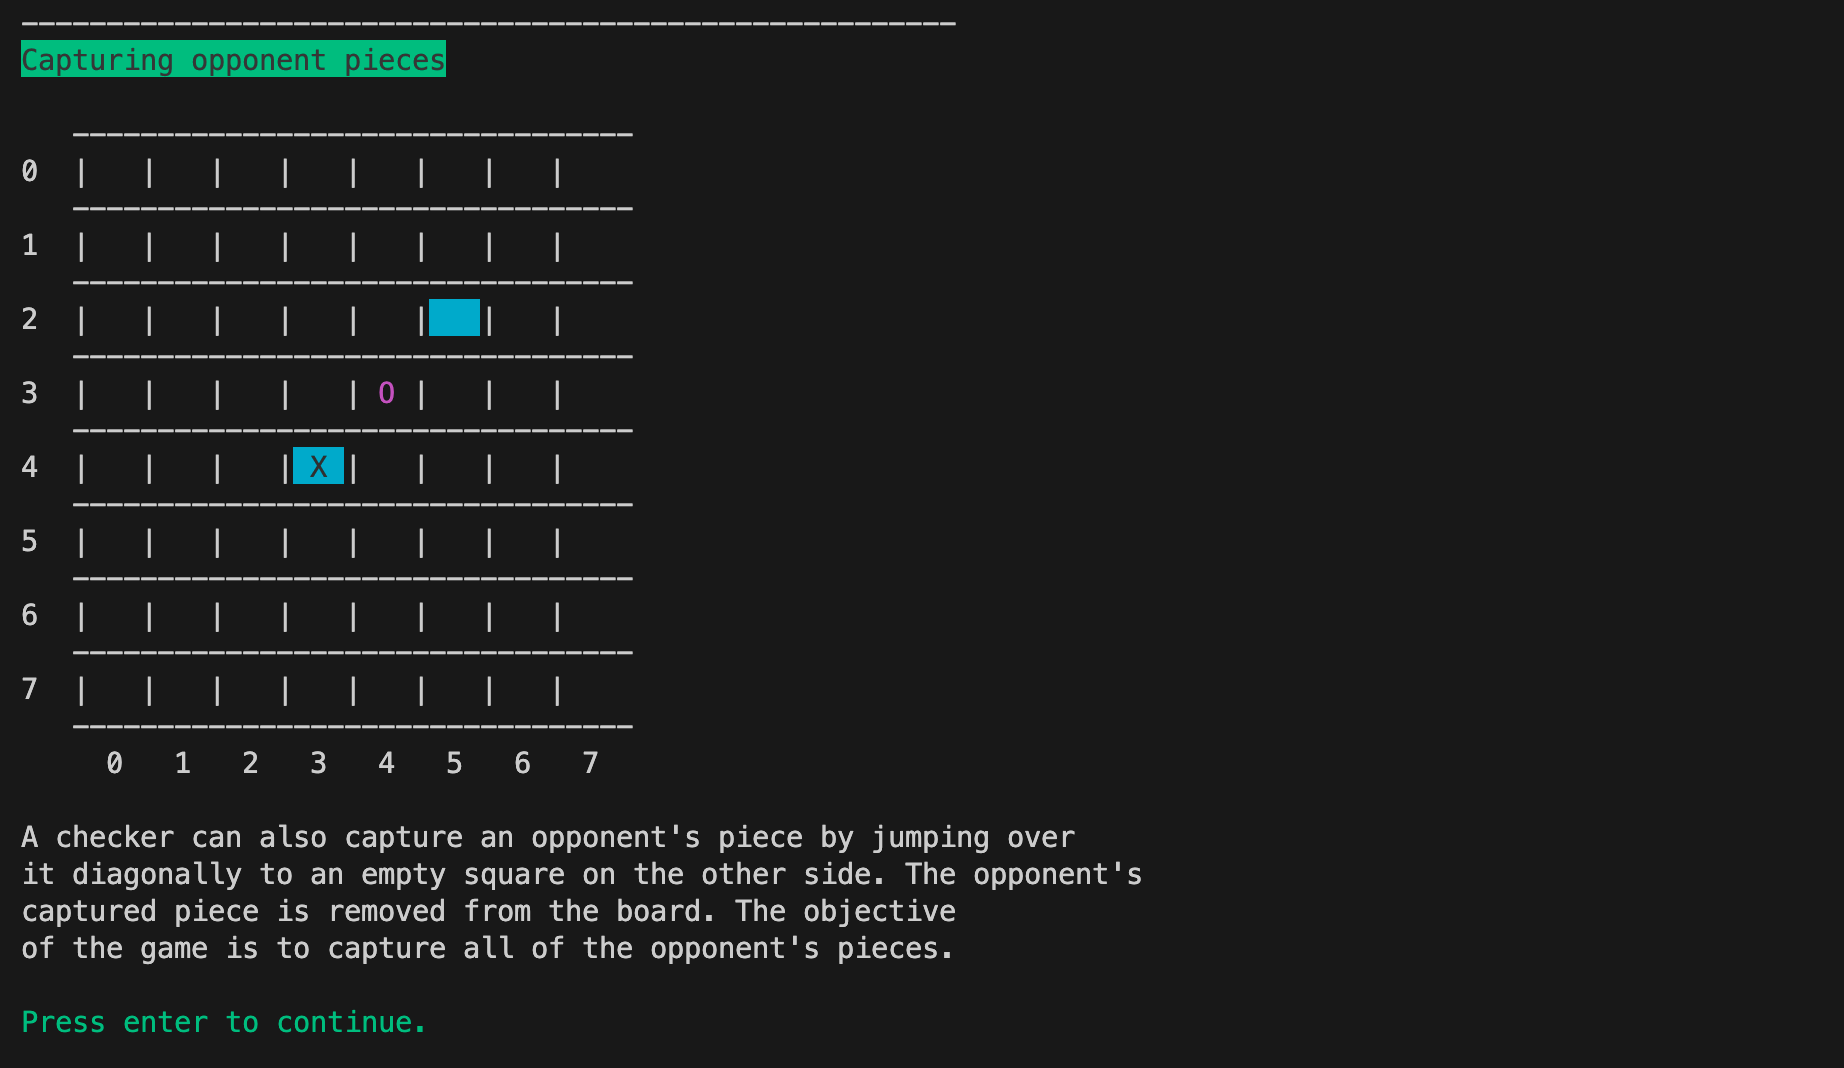 -------------------------------------------------------
Capturing opponent pieces
---------------------------------
0 | | | | | | | |
---------------------------------
1 | | | | | | | |
---------------------------------
2 | | | | | | | |
---------------------------------
3 | | | | | O | | |
---------------------------------
4 | | | | X | | | |
---------------------------------
5 | | | | | | | |
---------------------------------
6 | | | | | | | |
---------------------------------
7 | | | | | | | |
---------------------------------
0 1 2 3 4 5 6 7
A checker can also capture an opponent's piece by jumping over
it diagonally to an empty square on the other side. The opponent's
captured piece is removed from the board. The objective
of the game is to capture all of the opponent's pieces.
Press enter to continue.